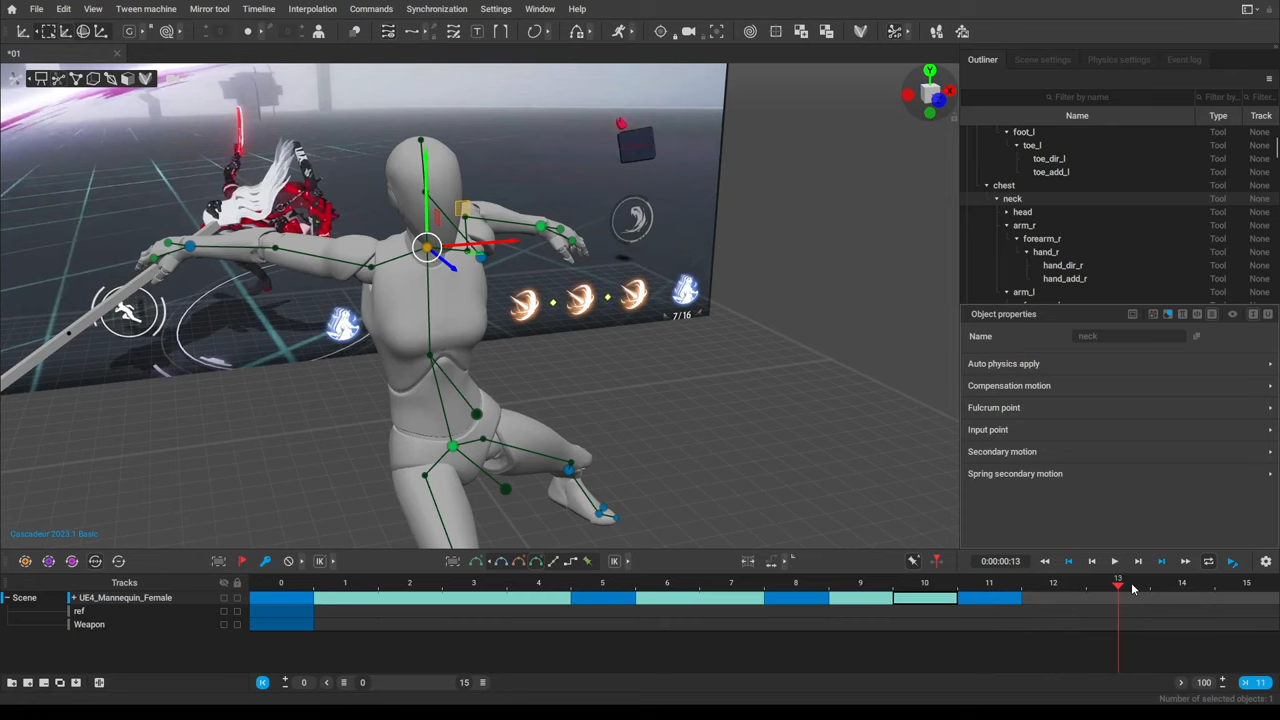 File Edit View Tween machine Mirror tool Timeline Interpolation Commands Synchronization Settings Window Help
*01
Outliner Scene settings Physics settings Event log
Filter by name Filter by... Filter...
Name Type Track
foot_l Tool None
toe_l Tool None
toe_dir_l Tool None
toe_add_l Tool None
chest Tool None
neck Tool None
head Tool None
arm_r Tool None
forearm_r Tool None
hand_r Tool None
hand_dir_r Tool None
hand_add_r Tool None
arm_l Tool None
Y
X
7/16
Object properties
Name neck
Auto physics apply
Compensation motion
Fulcrum point
Input point
Secondary motion
Spring secondary motion
Cascadeur 2023.1 Basic
0:00:00:13
Tracks 0 1 2 3 4 5 6 7 8 9 10 11 12 13 14 15
Scene + UE4_Mannequin_Female
ref
Weapon
0 0 15 100 11
Number of selected objects: 1